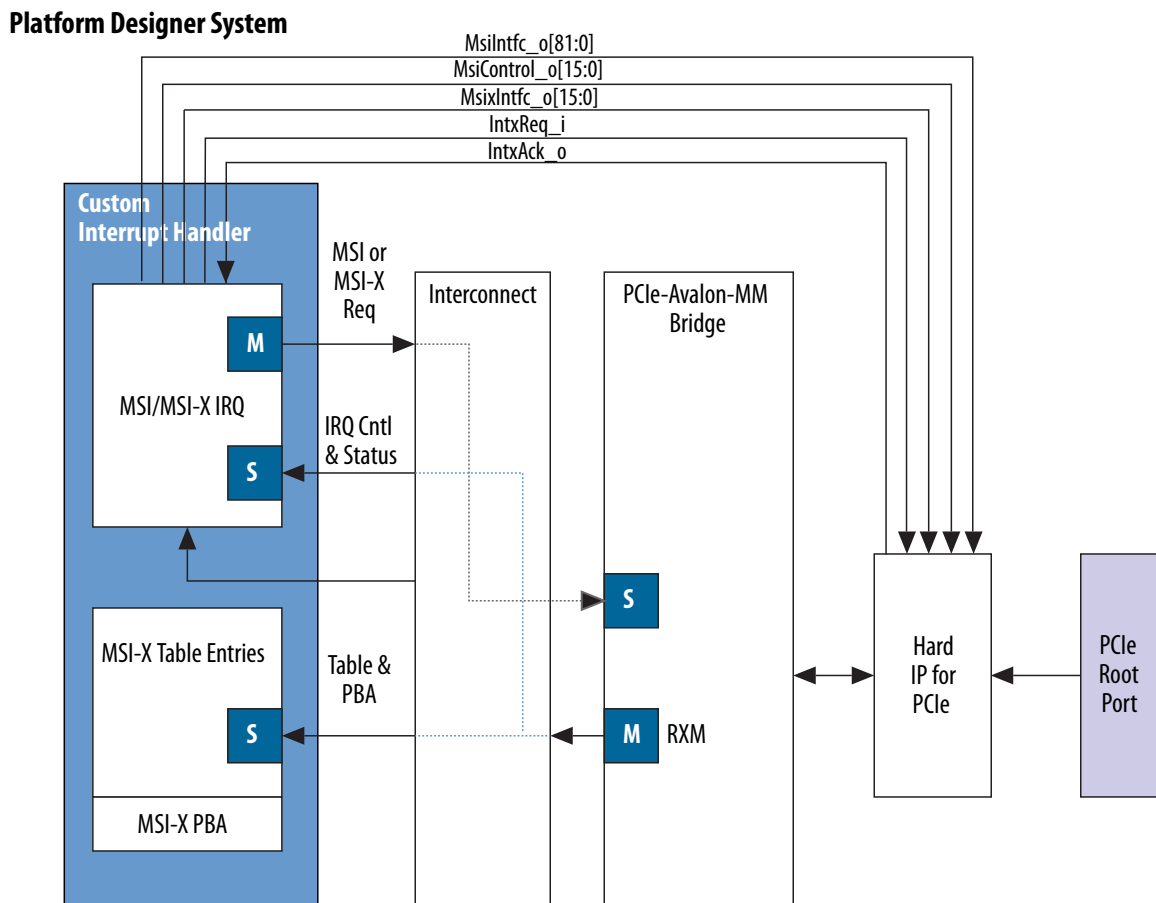 Platform Designer System
MsiIntfc_o[81:0]
MsiControl_o[15:0]
MsixIntfc_o[15:0]
IntxReq_i
IntxAck_o
Custom
Interrupt Handler
MSI or
MSI-X
Req
Interconnect
PCIe-Avalon-MM
Bridge
M
MSI/MSI-X IRQ
IRQ Cntl
& Status
S
S
MSI-X Table Entries
Table &
PBA
Hard
IP for
PCIe
PCIe
Root
Port
S
M
RXM
MSI-X PBA